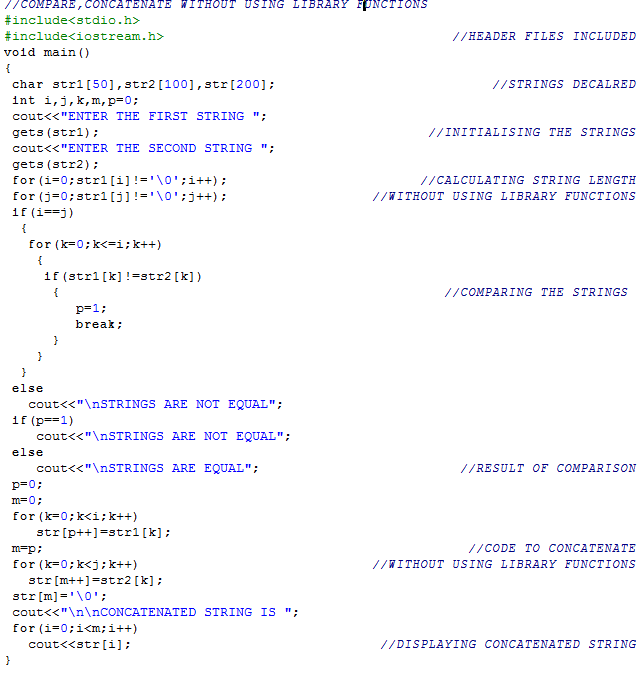 //COMPARE,CONCATENATE WITHOUT USING LIBRARY FUNCTIONS
#include<stdio.h>
#include<iostream.h> //HEADER FILES INCLUDED
void main()
{
char str1[50],str2[100],str[200]; //STRINGS DECALRED
int i,j,k,m,p=0;
cout<<"ENTER THE FIRST STRING ";
gets(str1); //INITIALISING THE STRINGS
cout<<"ENTER THE SECOND STRING ";
gets(str2);
for(i=0;str1[i]!='\0';i++); //CALCULATING STRING LENGTH
for(j=0;str1[j]!='\0';j++); //WITHOUT USING LIBRARY FUNCTIONS
if(i==j)
{
for(k=0;k<=i;k++)
{
if(str1[k]!=str2[k])
{ //COMPARING THE STRINGS
p=1;
break;
}
}
}
else
cout<<"\nSTRINGS ARE NOT EQUAL";
if(p==1)
cout<<"\nSTRINGS ARE NOT EQUAL";
else
cout<<"\nSTRINGS ARE EQUAL"; //RESULT OF COMPARISON
p=0;
m=0;
for(k=0;k<i;k++)
str[p++]=str1[k];
m=p; //CODE TO CONCATENATE
for(k=0;k<j;k++) //WITHOUT USING LIBRARY FUNCTIONS
str[m++]=str2[k];
str[m]='\0';
cout<<"\n\nCONCATENATED STRING IS ";
for(i=0;i<m;i++)
cout<<str[i]; //DISPLAYING CONCATENATED STRING
}